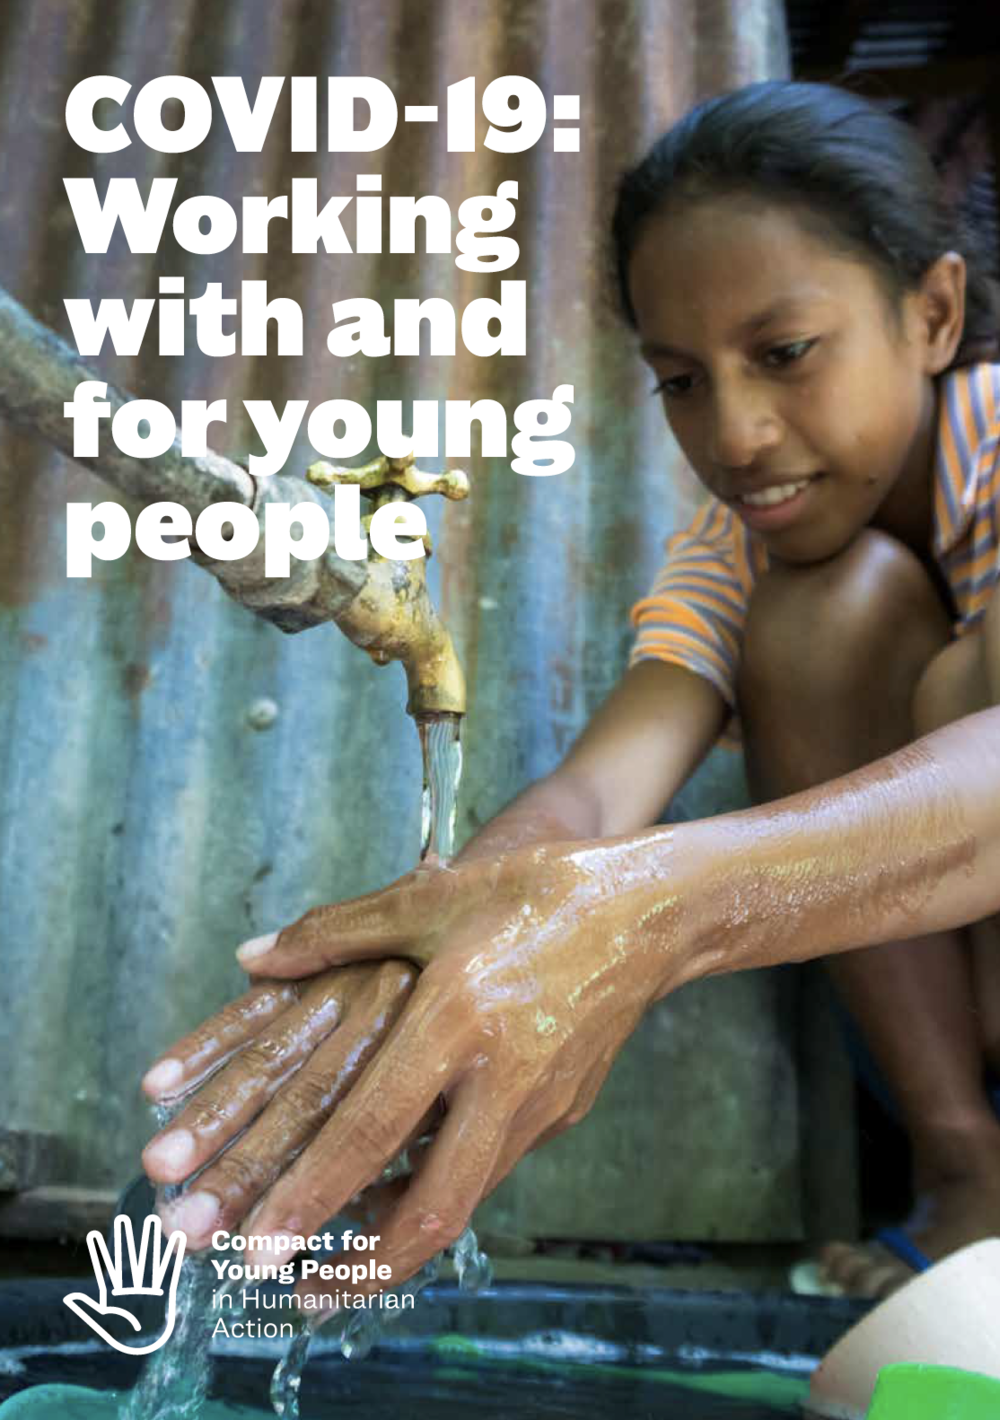 COVID-19:
Working
with and
for young
people
Compact for
Young People
in Humanitarian
Action